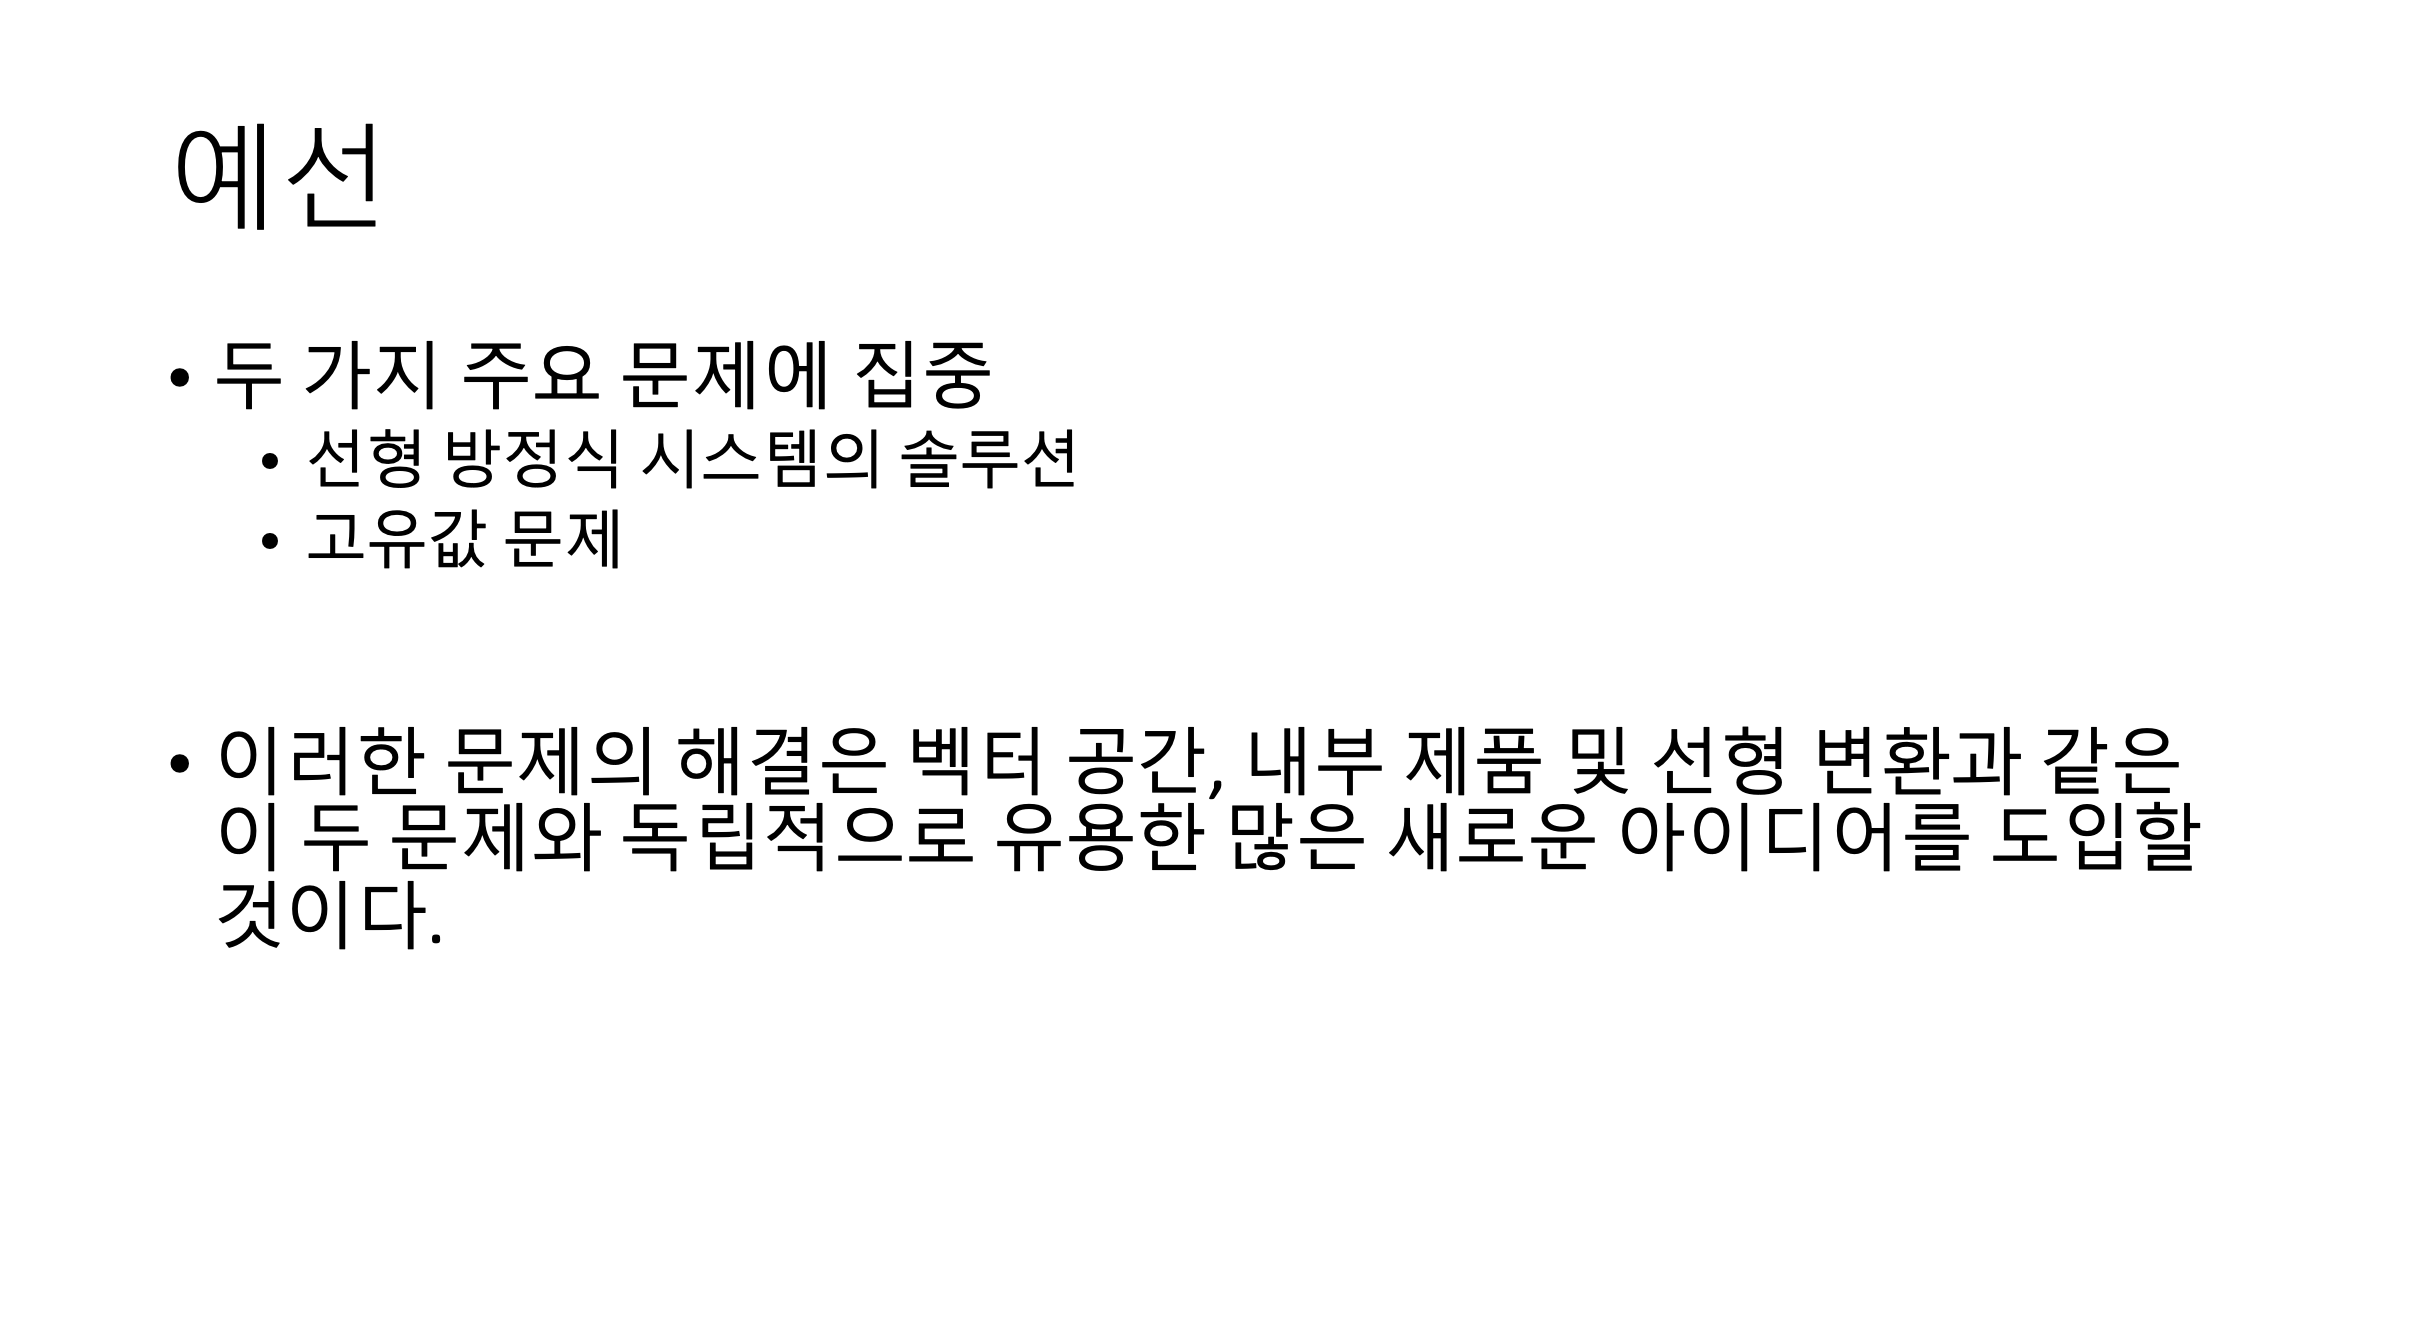 예선
• 두 가지 주요 문제에 집중
• 선형 방정식 시스템의 솔루션
• 고유값 문제
• 이러한 문제의 해결은 벡터 공간, 내부 제품 및 선형 변환과 같은
이 두 문제와 독립적으로 유용한 많은 새로운 아이디어를 도입할
것이다.